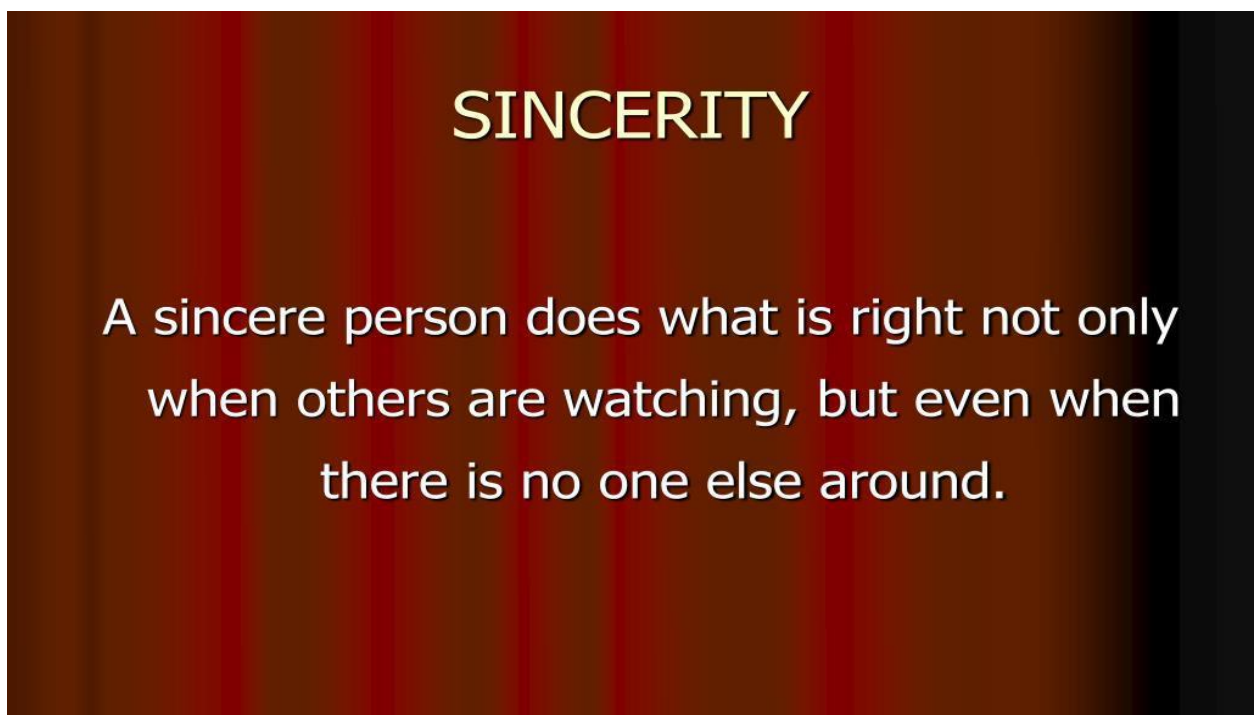 SINCERITY
A sincere person does what is right not only
when others are watching, but even when
there is no one else around.